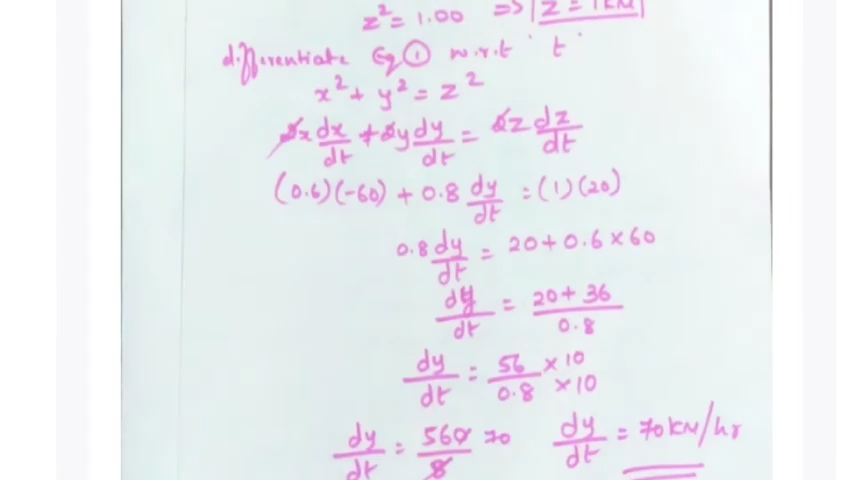 z² = 1.00 => z = 1 KM
differentiate Eq ① w.r.t t
x² + y² = z²
2x dx/dt + 2y dy/dt = 2z dz/dt
(0.6)(-60) + 0.8 dy/dt = (1)(20)
0.8 dy/dt = 20 + 0.6 × 60
dy/dt = 20 + 36 / 0.8
dy/dt = 56 × 10 / 0.8 × 10
dy/dt = 560 / 8 70 dy/dt = 70 KM/hr